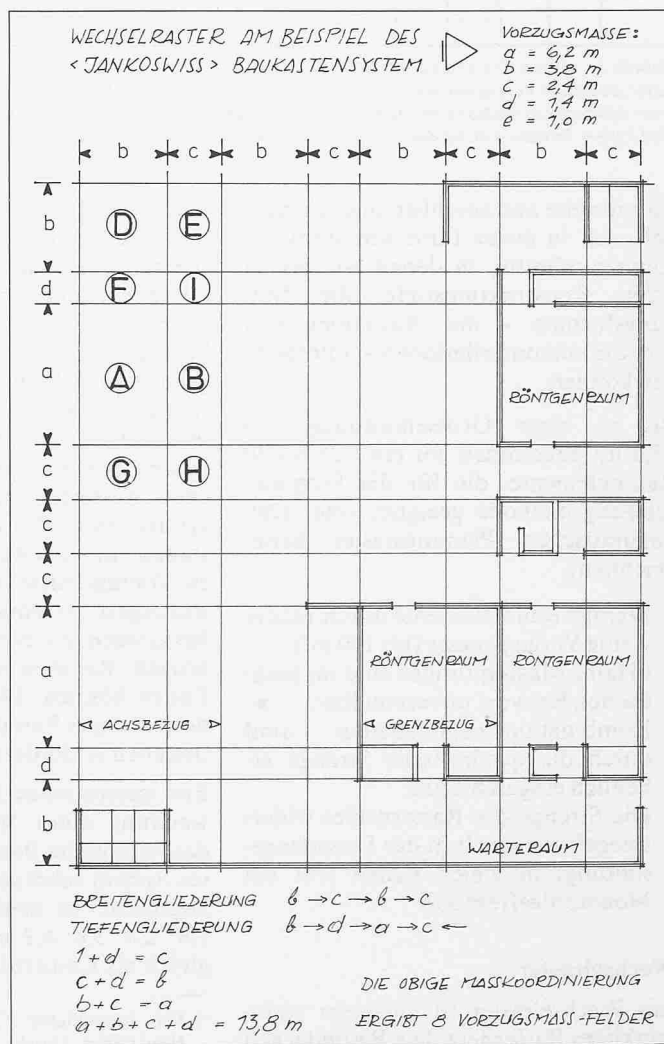 WECHSELRASTER AM BEISPIEL DES
<JANKOSWISS> BAUKASTENSYSTEM
VORZUGSMASSE:
a = 6,2 m
b = 3,8 m
c = 2,4 m
d = 1,4 m
e = 1,0 m
b c b c b c b c
b
D E
d
F I
a
A B
RÖNTGENRAUM
c
G H
c
c
a
RÖNTGENRAUM RÖNTGENRAUM
ACHSBEZUG GRENZBEZUG
d
b
WARTERAUM
BREITENGLIEDERUNG b → c → b → c
TIEFENGLIEDERUNG b → d → a → c ←
1 + d = c
c + d = b
b + c = a
a + b + c + d = 13,8 m
DIE OBIGE MASSKOORDINIERUNG
ERGIBT 8 VORZUGSMASS-FELDER